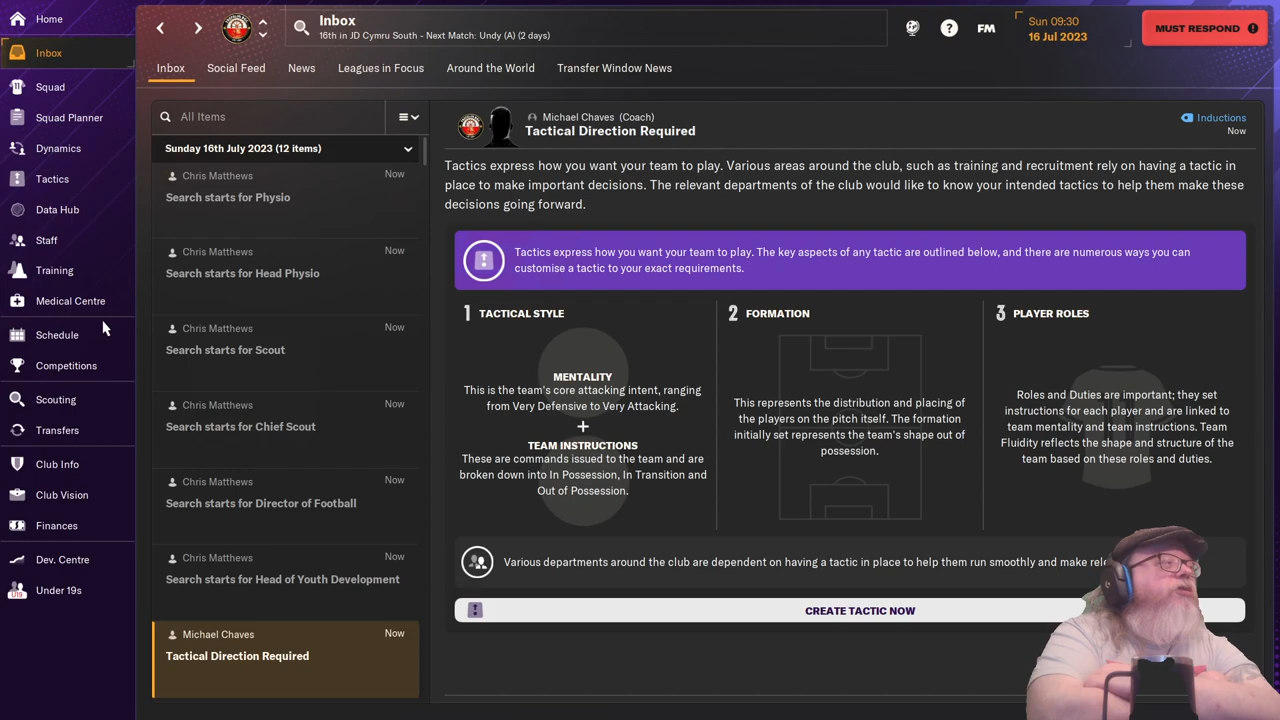 Home
Inbox
Squad
Squad Planner
Dynamics
Tactics
Data Hub
Staff
Training
Medical Centre
Schedule
Competitions
Scouting
Transfers
Club Info
Club Vision
Finances
Dev. Centre
Under 19s
Inbox
16th in JD Cymru South - Next Match: Undy (A) (2 days)
FM
Sun 09:30
16 Jul 2023
MUST RESPOND
Inbox
Social Feed
News
Leagues in Focus
Around the World
Transfer Window News
All Items
Sunday 16th July 2023 (12 items)
Chris Matthews Now
Search starts for Physio
Chris Matthews Now
Search starts for Head Physio
Chris Matthews Now
Search starts for Scout
Chris Matthews Now
Search starts for Chief Scout
Chris Matthews Now
Search starts for Director of Football
Chris Matthews Now
Search starts for Head of Youth Development
Michael Chaves Now
Tactical Direction Required
Michael Chaves (Coach)
Tactical Direction Required
Inductions
Now
Tactics express how you want your team to play. Various areas around the club, such as training and recruitment rely on having a tactic in
place to make important decisions. The relevant departments of the club would like to know your intended tactics to help them make these
decisions going forward.
Tactics express how you want your team to play. The key aspects of any tactic are outlined below, and there are numerous ways you can
customise a tactic to your exact requirements.
1 TACTICAL STYLE
MENTALITY
This is the team's core attacking intent, ranging
from Very Defensive to Very Attacking.
+
TEAM INSTRUCTIONS
These are commands issued to the team and are
broken down into In Possession, In Transition and
Out of Possession.
2 FORMATION
This represents the distribution and placing of
the players on the pitch itself. The formation
initially set represents the team's shape out of
possession.
3 PLAYER ROLES
Roles and Duties are important; they set
instructions for each player and are linked to
team mentality and team instructions. Team
Fluidity reflects the shape and structure of the
team based on these roles and duties.
Various departments around the club are dependent on having a tactic in place to help them run smoothly and make
CREATE TACTIC NOW